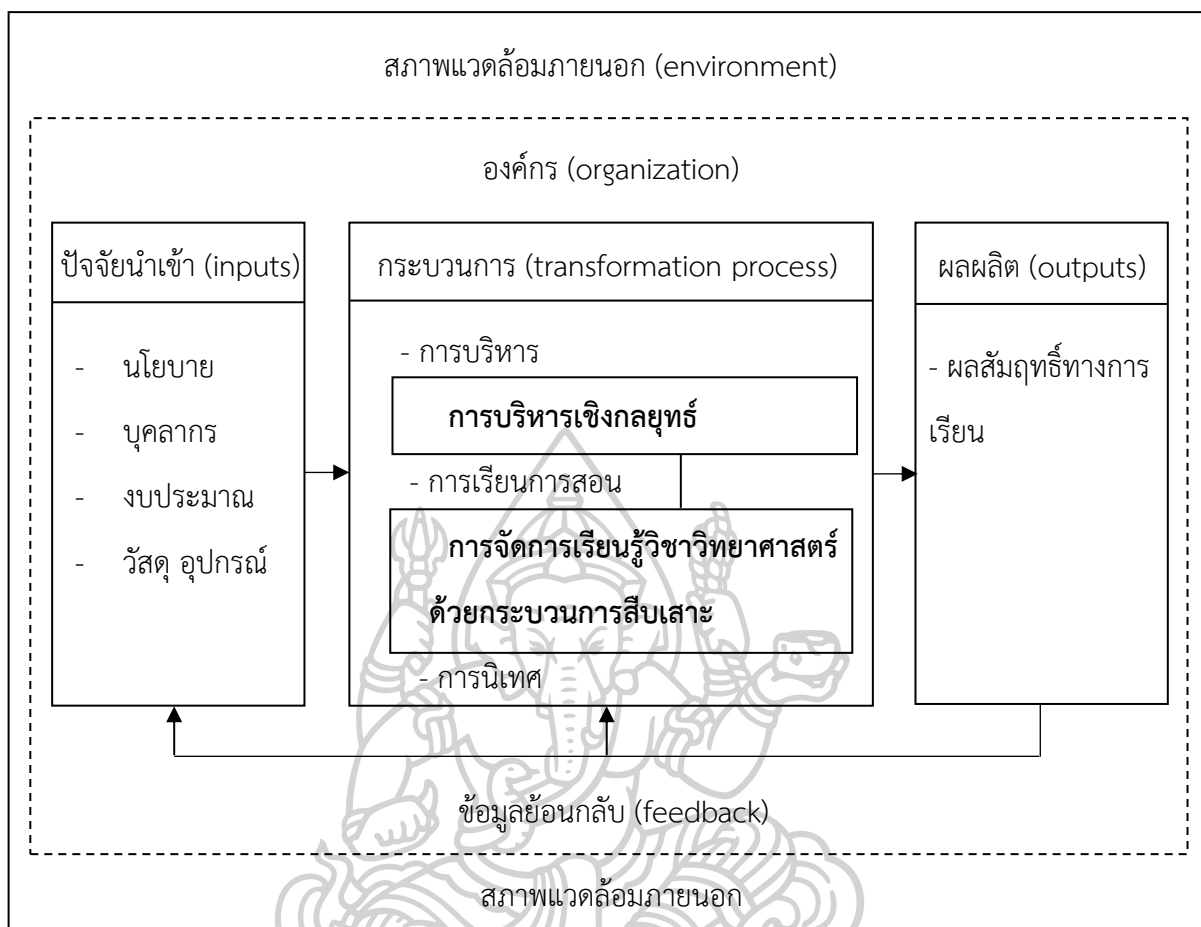 สภาพแวดล้อมภายนอก (environment)
องค์กร (organization)
ปัจจัยนำเข้า (inputs)
- นโยบาย
- บุคลากร
- งบประมาณ
- วัสดุ อุปกรณ์
กระบวนการ (transformation process)
- การบริหาร
การบริหารเชิงกลยุทธ์
- การเรียนการสอน
การจัดการเรียนรู้วิชาวิทยาศาสตร์
ด้วยกระบวนการสืบเสาะ
- การนิเทศ
ผลผลิต (outputs)
- ผลสัมฤทธิ์ทางการ
เรียน
ข้อมูลย้อนกลับ (feedback)
สภาพแวดล้อมภายนอก